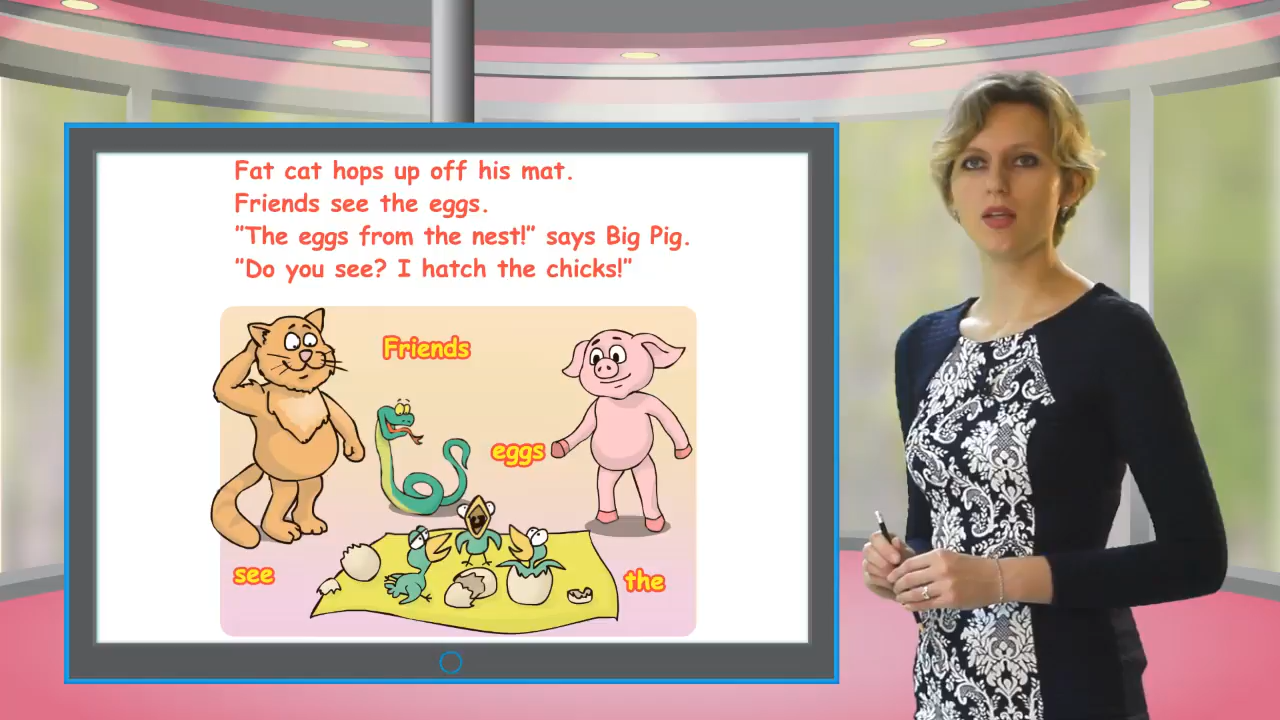 Fat cat hops up off his mat.
Friends see the eggs.
"The eggs from the nest!" says Big Pig.
"Do you see? I hatch the chicks!"
Friends
eggs
see
the